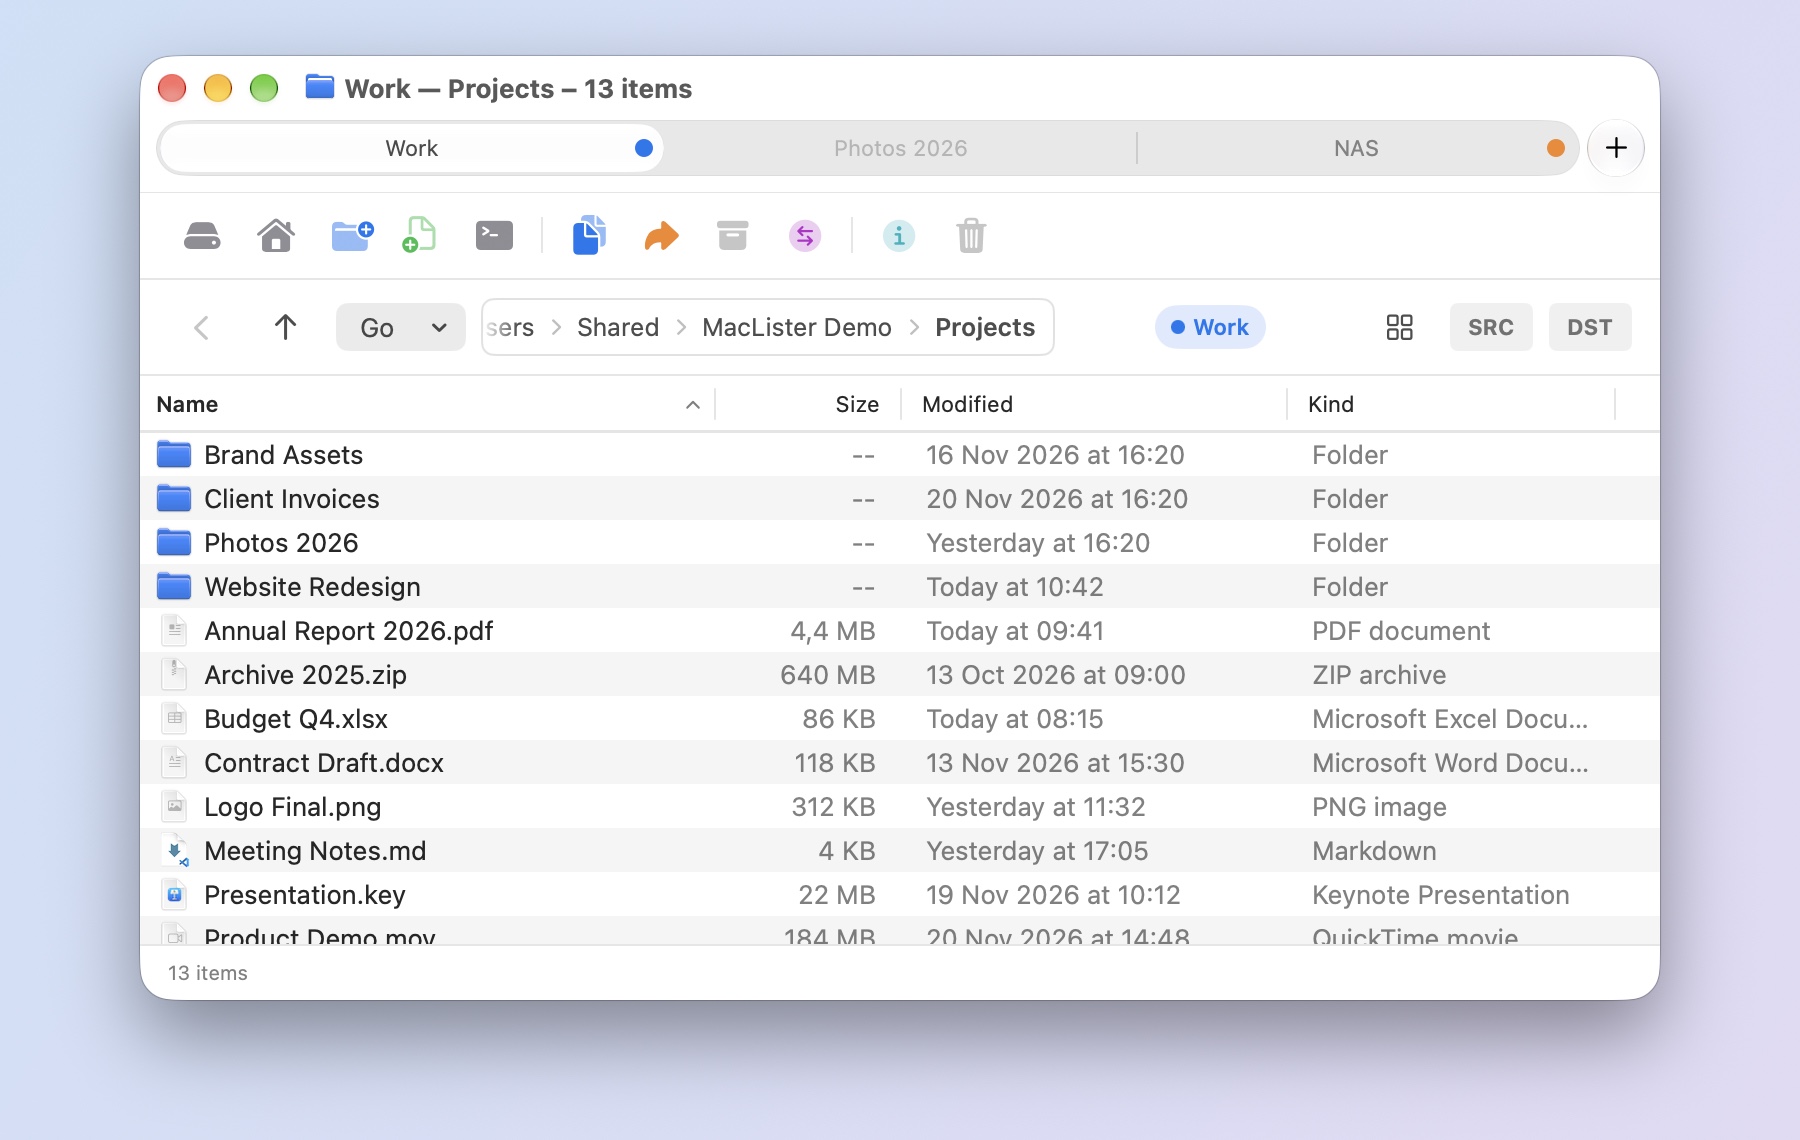 Work — Projects – 13 items
Work Photos 2026 NAS
Go sers Shared MacLister Demo Projects Work SRC DST
Name Size Modified Kind
Brand Assets -- 16 Nov 2026 at 16:20 Folder
Client Invoices -- 20 Nov 2026 at 16:20 Folder
Photos 2026 -- Yesterday at 16:20 Folder
Website Redesign -- Today at 10:42 Folder
Annual Report 2026.pdf 4,4 MB Today at 09:41 PDF document
Archive 2025.zip 640 MB 13 Oct 2026 at 09:00 ZIP archive
Budget Q4.xlsx 86 KB Today at 08:15 Microsoft Excel Docu...
Contract Draft.docx 118 KB 13 Nov 2026 at 15:30 Microsoft Word Docu...
Logo Final.png 312 KB Yesterday at 11:32 PNG image
Meeting Notes.md 4 KB Yesterday at 17:05 Markdown
Presentation.key 22 MB 19 Nov 2026 at 10:12 Keynote Presentation
Product Demo.mov 184 MB 20 Nov 2026 at 14:48 QuickTime movie
13 items